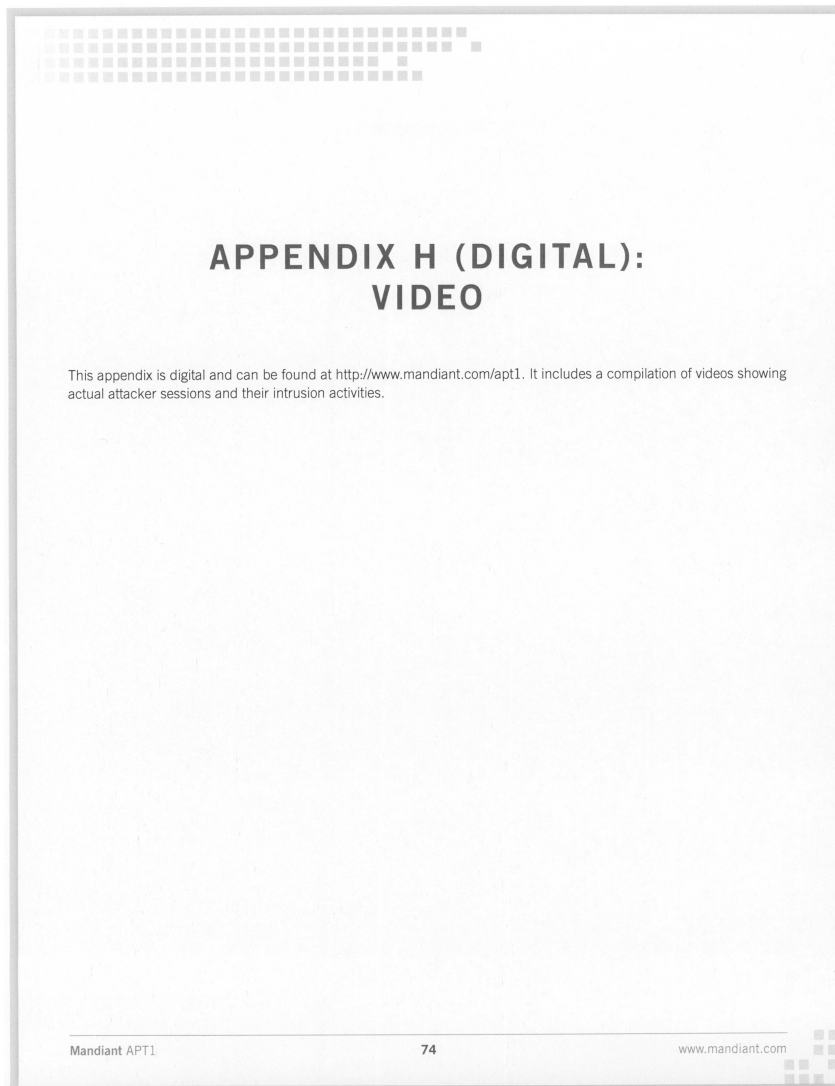 APPENDIX H (DIGITAL):
VIDEO
This appendix is digital and can be found at http://www.mandiant.com/apt1. It includes a compilation of videos showing
actual attacker sessions and their intrusion activities.
Mandiant APT1 74 www.mandiant.com